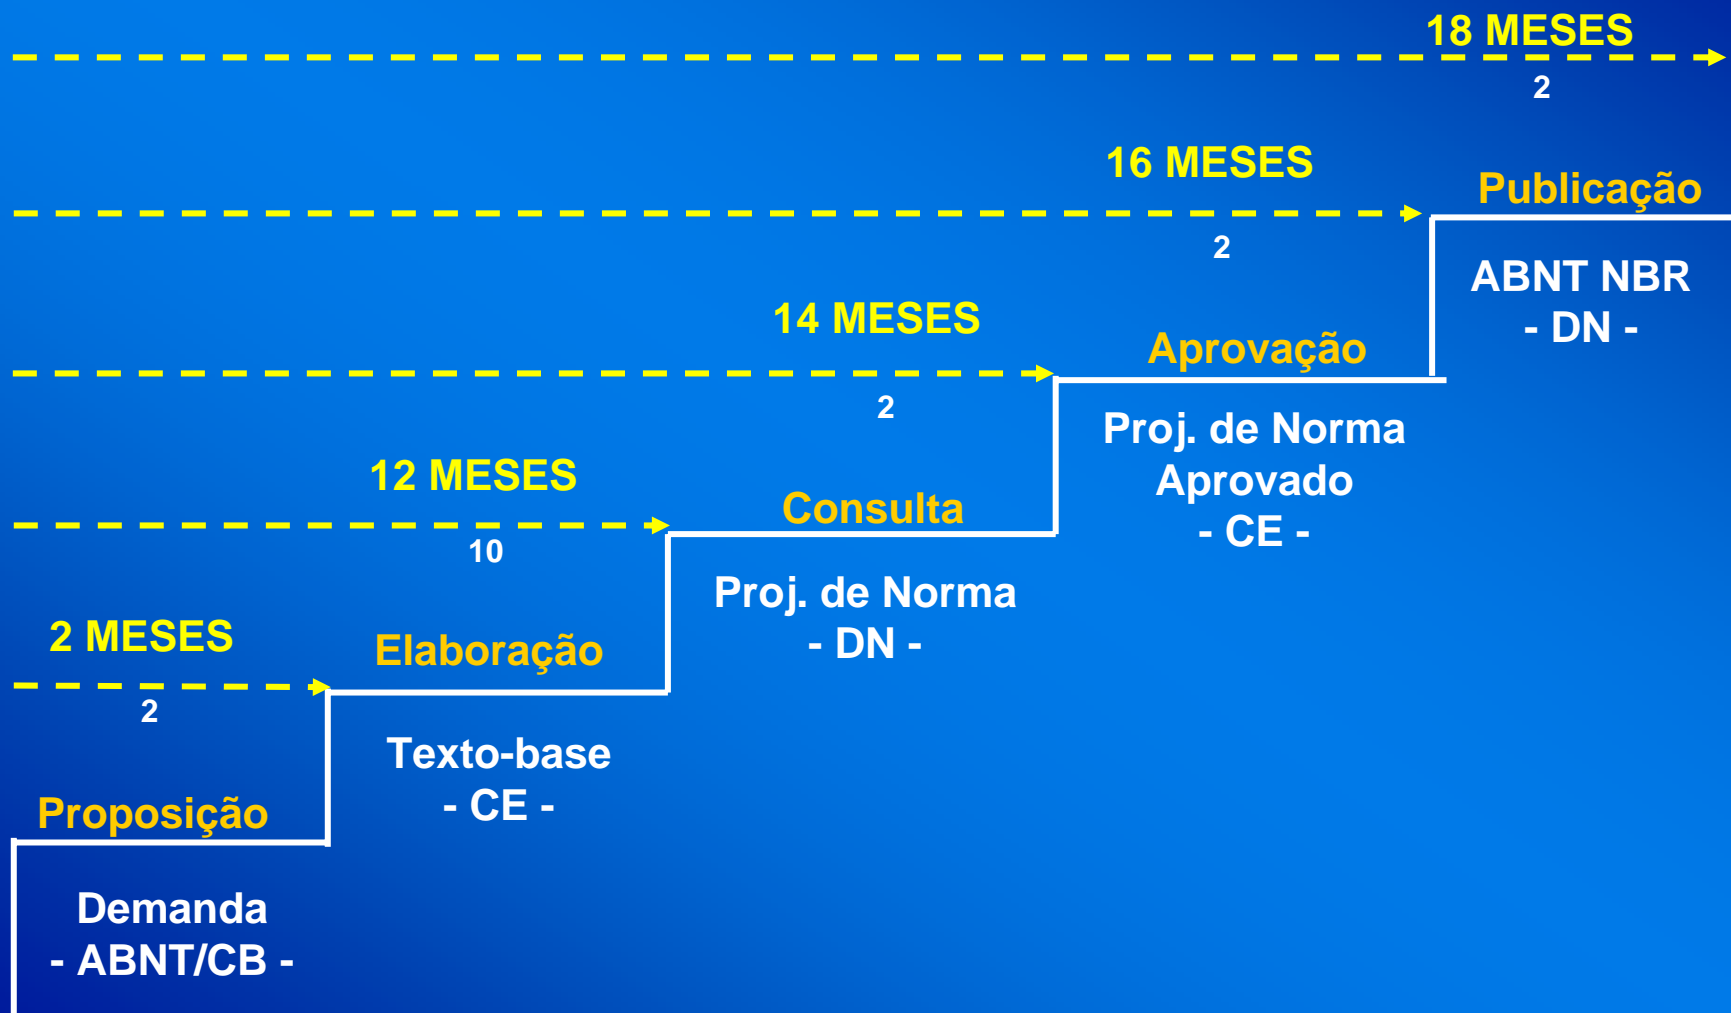 18 MESES
2
16 MESES
Publicação
2
ABNT NBR
- DN -
14 MESES
Aprovação
2
Proj. de Norma
Aprovado
- CE -
12 MESES
Consulta
10
Proj. de Norma
- DN -
2 MESES
Elaboração
2
Texto-base
- CE -
Proposição
Demanda
- ABNT/CB -